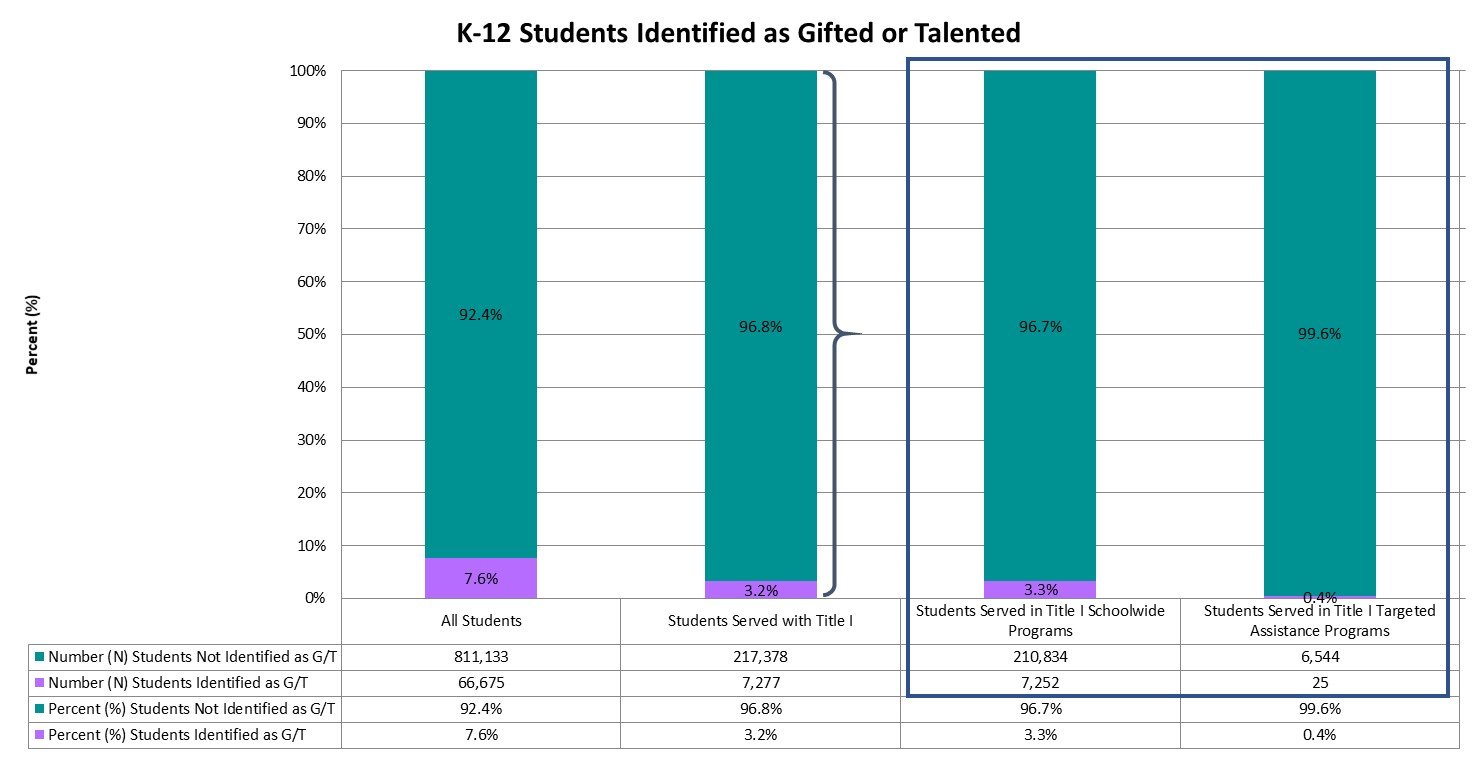 K-12 Students Identified as Gifted or Talented
Percent (%)
100%
90%
80%
70%
60%
50%
40%
30%
20%
10%
0%
92.4%
96.8%
96.7%
99.6%
7.6%
3.2%
3.3%
0.4%
All Students
Students Served with Title I
Students Served in Title I Schoolwide
Programs
Students Served in Title I Targeted
Assistance Programs
Number (N) Students Not Identified as G/T 811,133 217,378 210,834 6,544
Number (N) Students Identified as G/T 66,675 7,277 7,252 25
Percent (%) Students Not Identified as G/T 92.4% 96.8% 96.7% 99.6%
Percent (%) Students Identified as G/T 7.6% 3.2% 3.3% 0.4%